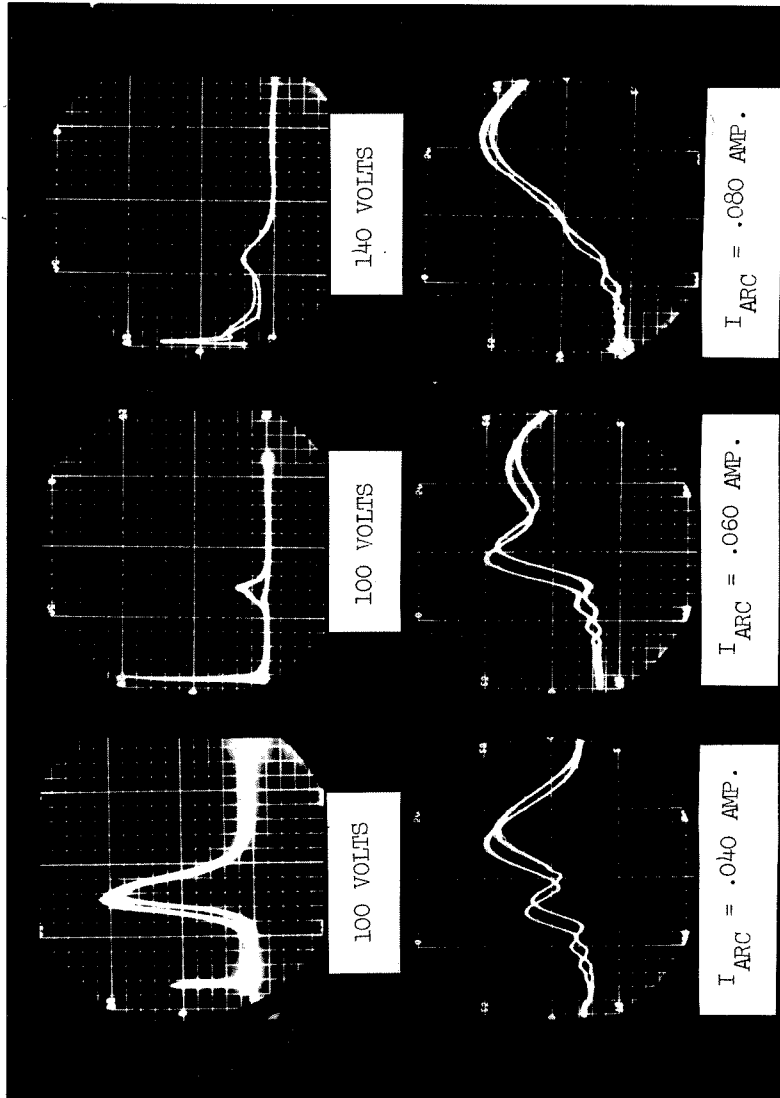 100 VOLTS
100 VOLTS
140 VOLTS
I ARC = .040 AMP.
I ARC = .060 AMP.
I ARC = .080 AMP.